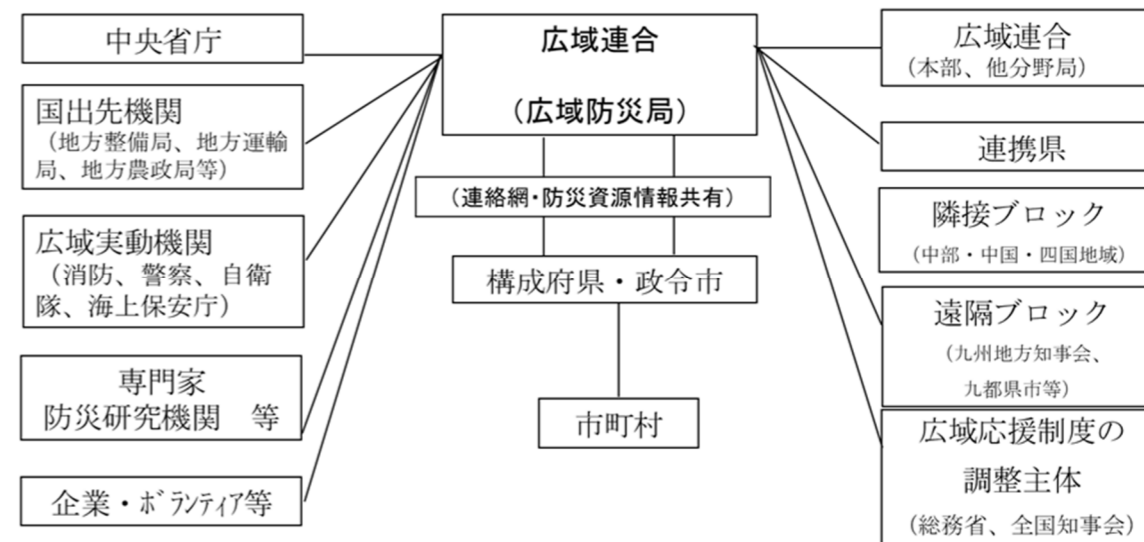 中央省庁
国出先機関
（地方整備局、地方運輸
局、地方農政局等）
広域実動機関
（消防、警察、自衛
隊、海上保安庁）
専門家
防災研究機関　等
企業・ﾎﾞﾗﾝﾃｨｱ等
広域連合
（広域防災局）
（連絡網・防災資源情報共有）
構成府県・政令市
市町村
広域連合
（本部、他分野局）
連携県
隣接ブロック
（中部・中国・四国地域）
遠隔ブロック
（九州地方知事会、
九都県市等）
広域応援制度の
調整主体
（総務省、全国知事会）